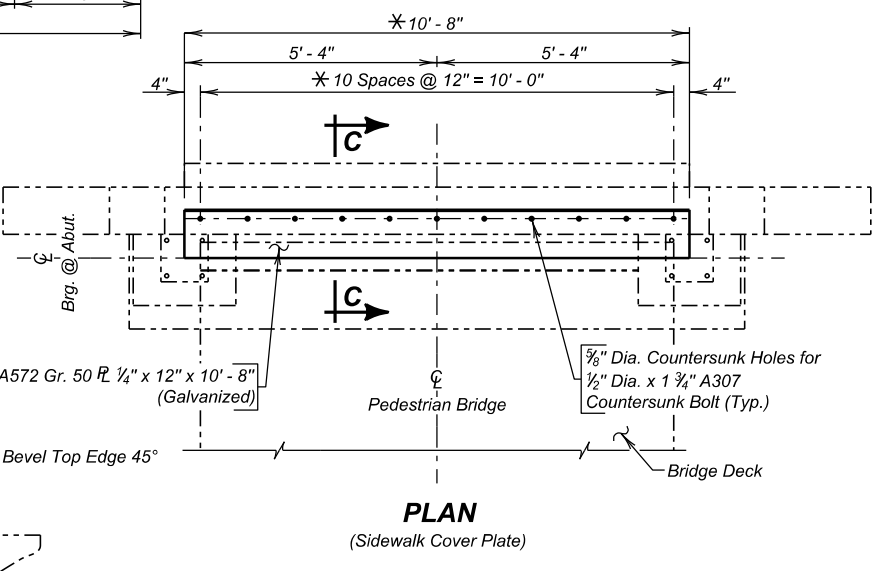 10' - 8"
5' - 4" 5' - 4"
10 Spaces @ 12" = 10' - 0"
4" 4"
C
℄ Brg. @ Abut.
C
A572 Gr. 50 ℙL ¼" x 12" x 10' - 8"
(Galvanized)
℄
Pedestrian Bridge
⅝" Dia. Countersunk Holes for
½" Dia. x 1 ¾" A307
Countersunk Bolt (Typ.)
Bevel Top Edge 45°
Bridge Deck
PLAN
(Sidewalk Cover Plate)